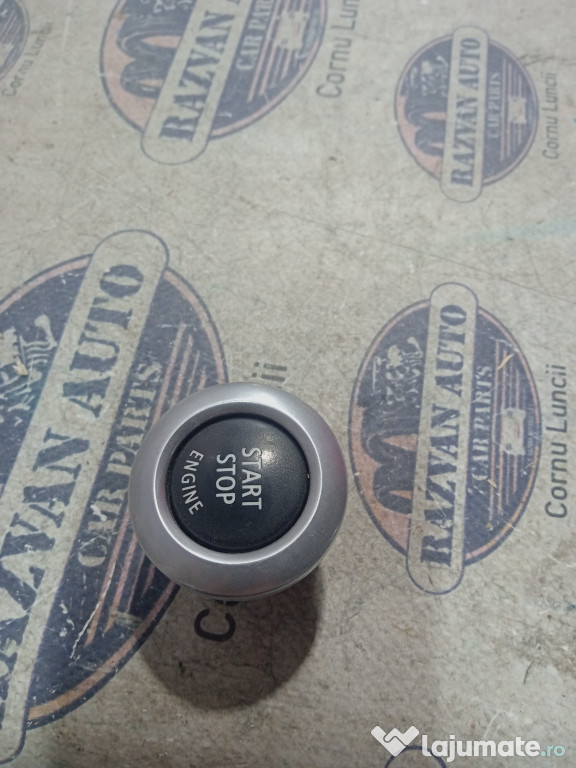 RAZVAN AUTO
CAR PARTS
Cornu Luncii
RAZVAN AUTO
CAR PARTS
Cornu Luncii
RAZVAN AUTO
CAR PARTS
RAZVAN AUTO
CAR PARTS
Cornu Luncii
START
STOP
ENGINE
lajumate.ro